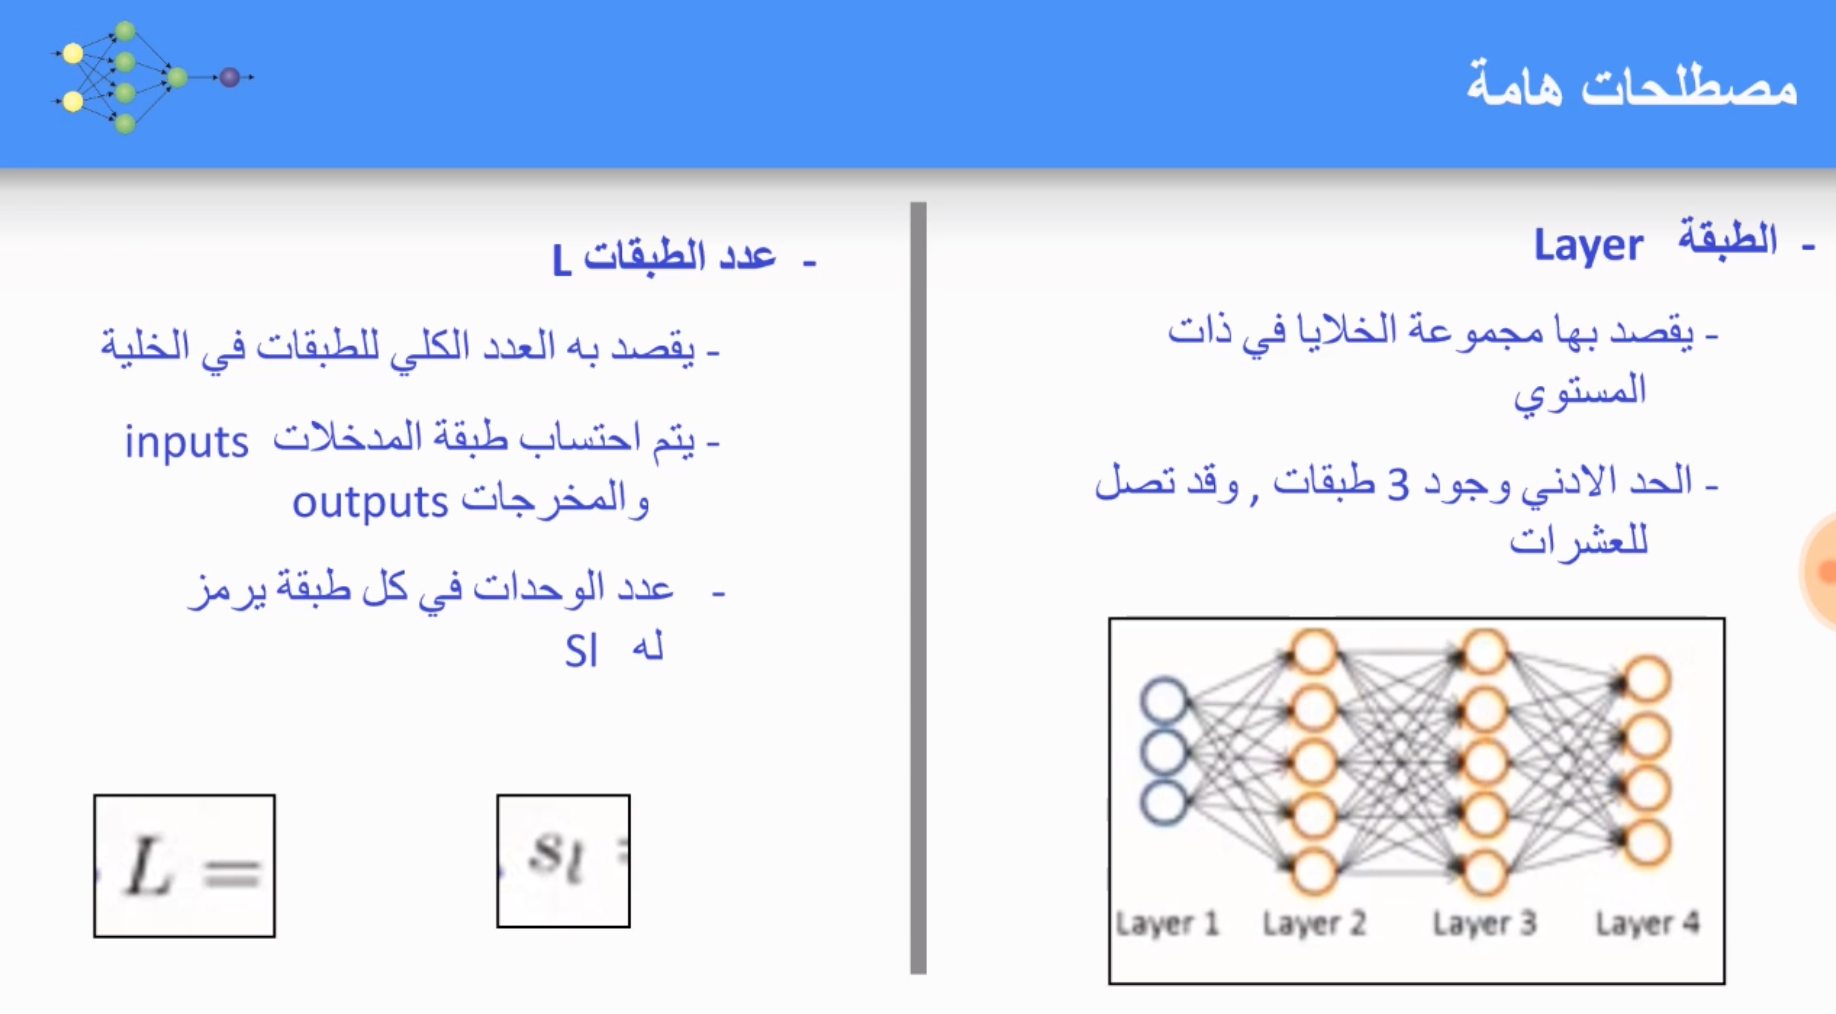 مصطلحات هامة
- الطبقة Layer
- يقصد بها مجموعة الخلايا في ذات
المستوي
- الحد الادني وجود 3 طبقات , وقد تصل
للعشرات
Layer 1 Layer 2 Layer 3 Layer 4
- عدد الطبقات L
- يقصد به العدد الكلي للطبقات في الخلية
- يتم احتساب طبقة المدخلات inputs
والمخرجات outputs
- عدد الوحدات في كل طبقة يرمز
له Sl
L =
s_l